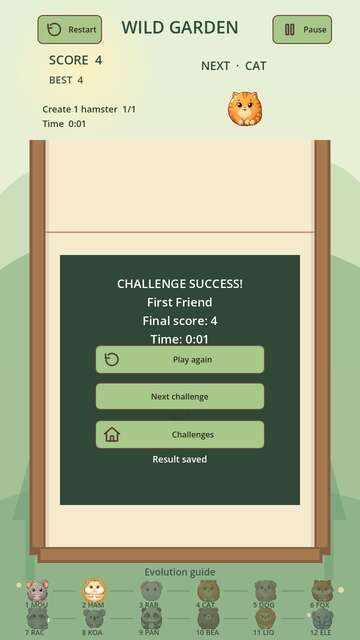 Restart
WILD GARDEN
Pause
SCORE 4
BEST 4
NEXT · CAT
Create 1 hamster 1/1
Time 0:01
CHALLENGE SUCCESS!
First Friend
Final score: 4
Time: 0:01
Play again
Next challenge
Challenges
Result saved
Evolution guide
1 MOU 2 HAM 3 RAB 4 CAT 5 DOG 6 FOX
7 RAC 8 KOA 9 PAN 10 BEA 11 LIO 12 ELE